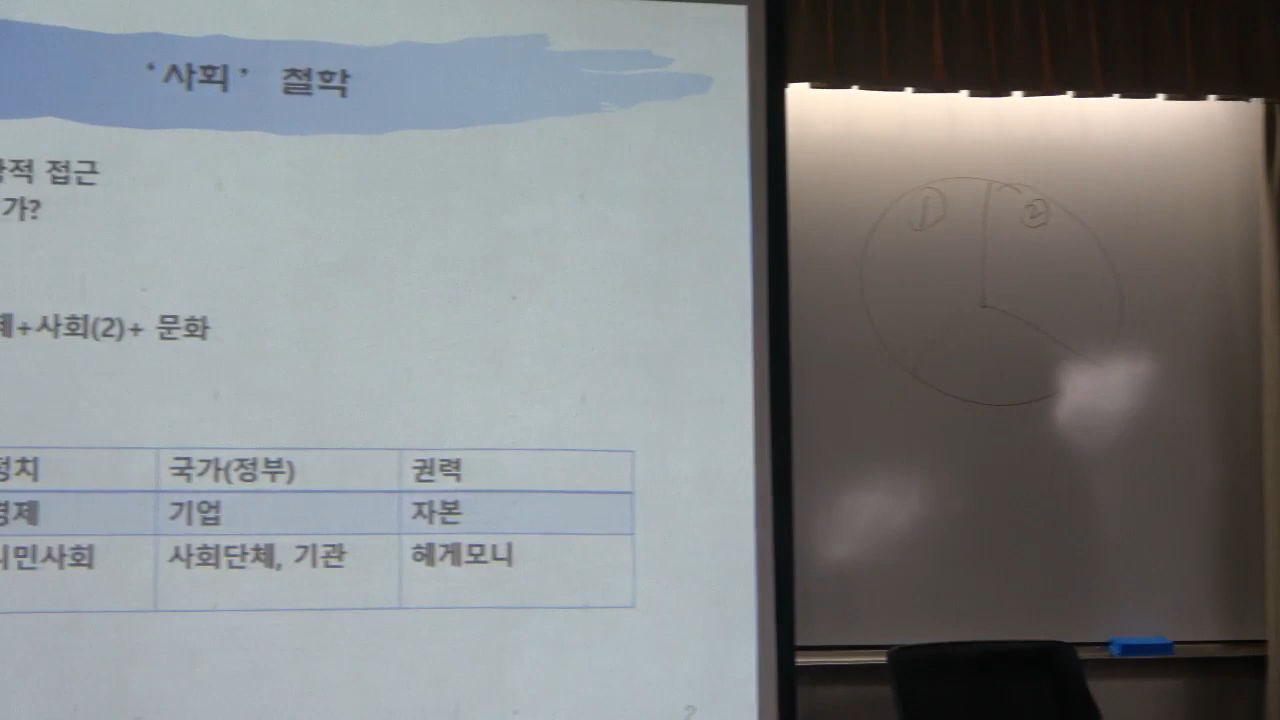 '사회' 철학
적 접근
가?
+사회(2)+ 문화
정치 국가(정부) 권력
경제 기업 자본
시민사회 사회단체, 기관 헤게모니
2
① ②